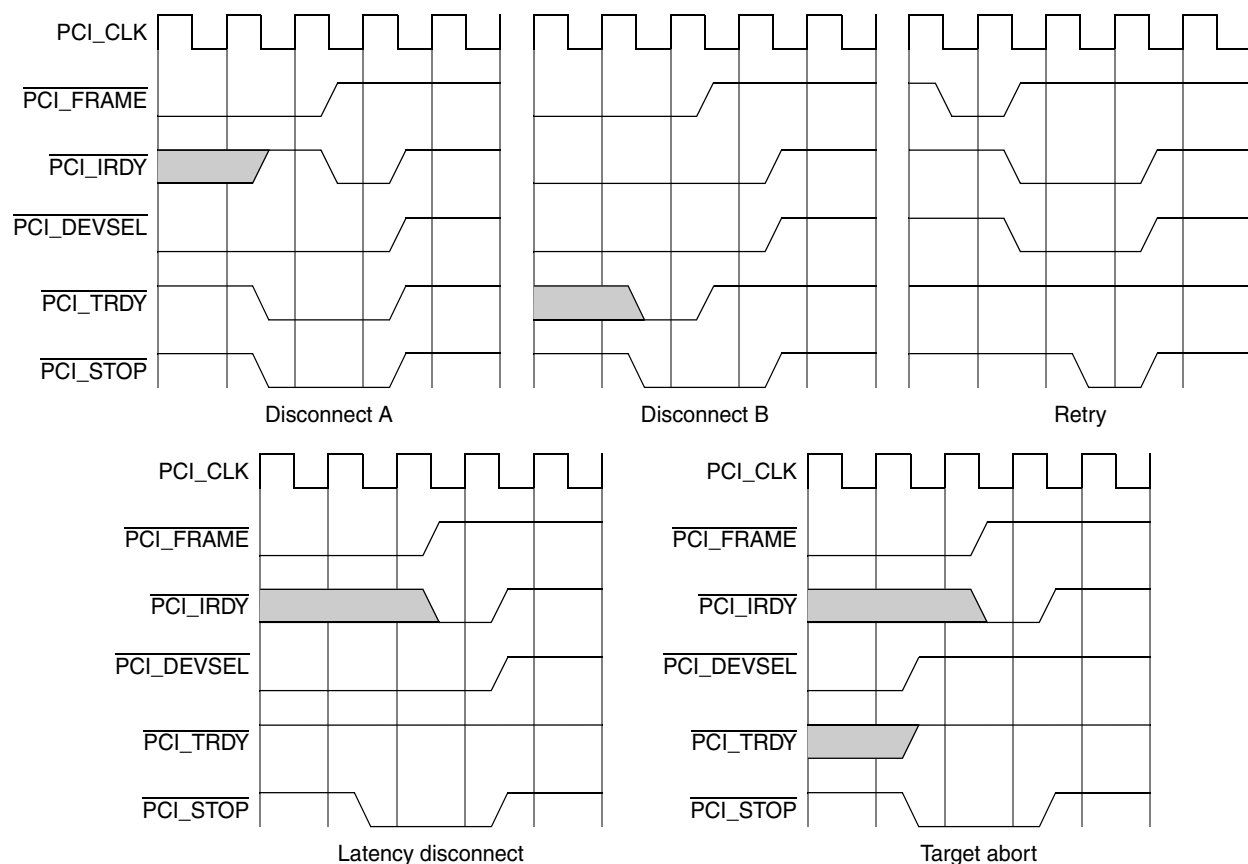 PCI_CLK
PCI_FRAME
PCI_IRDY
PCI_DEVSEL
PCI_TRDY
PCI_STOP
Disconnect A
Disconnect B
Retry
PCI_CLK
PCI_FRAME
PCI_IRDY
PCI_DEVSEL
PCI_TRDY
PCI_STOP
Latency disconnect
PCI_CLK
PCI_FRAME
PCI_IRDY
PCI_DEVSEL
PCI_TRDY
PCI_STOP
Target abort